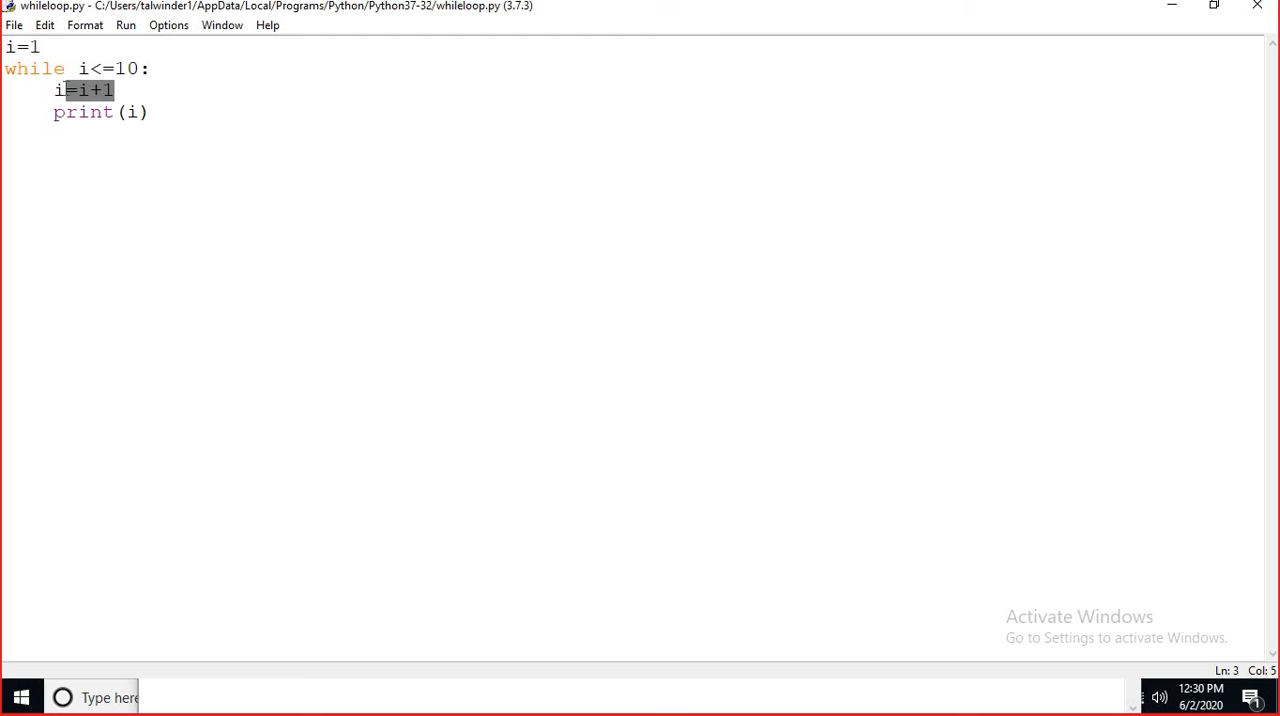 whileloop.py - C:/Users/talwinder1/AppData/Local/Programs/Python/Python37-32/whileloop.py (3.7.3)
File Edit Format Run Options Window Help
i=1
while i<=10:
    i=i+1
    print(i)
Activate Windows
Go to Settings to activate Windows.
Ln: 3 Col: 5
Type here
12:30 PM
6/2/2020
1